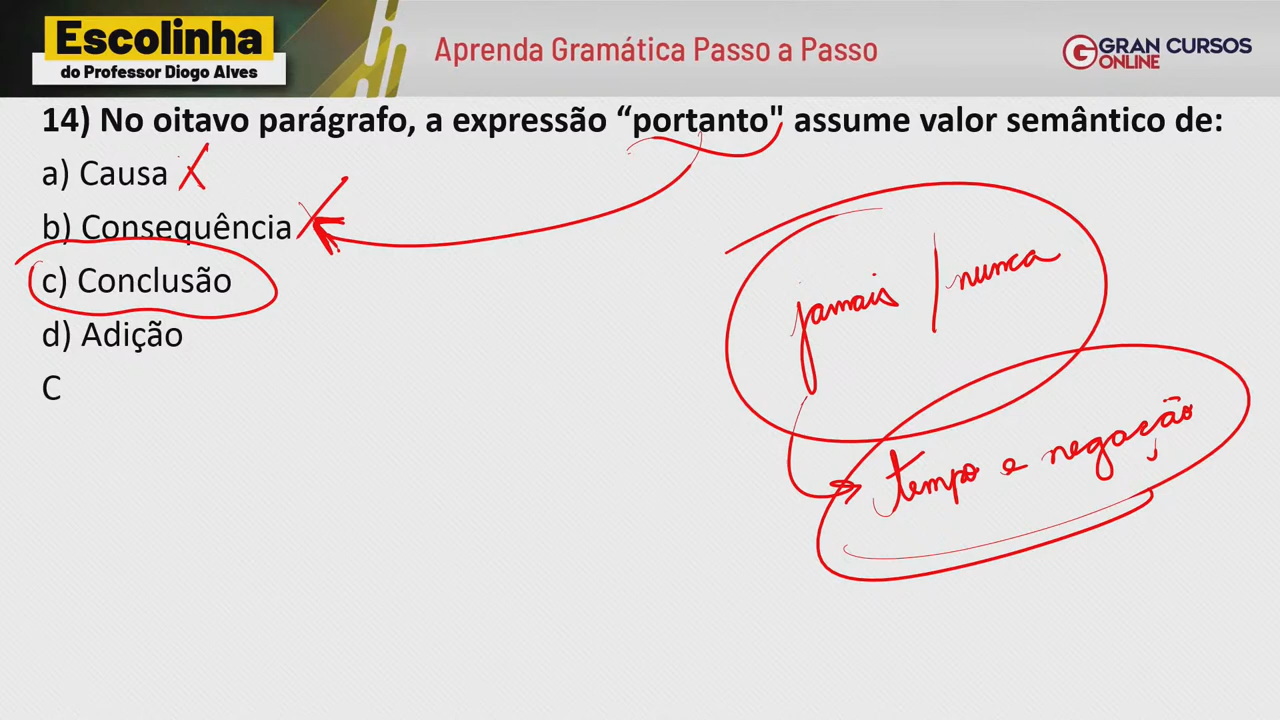 Escolinha
do Professor Diogo Alves
Aprenda Gramática Passo a Passo
GRAN CURSOS
ONLINE
14) No oitavo parágrafo, a expressão “portanto" assume valor semântico de:
a) Causa
b) Consequência
c) Conclusão
d) Adição
C
jamais | nunca
tempo e negação